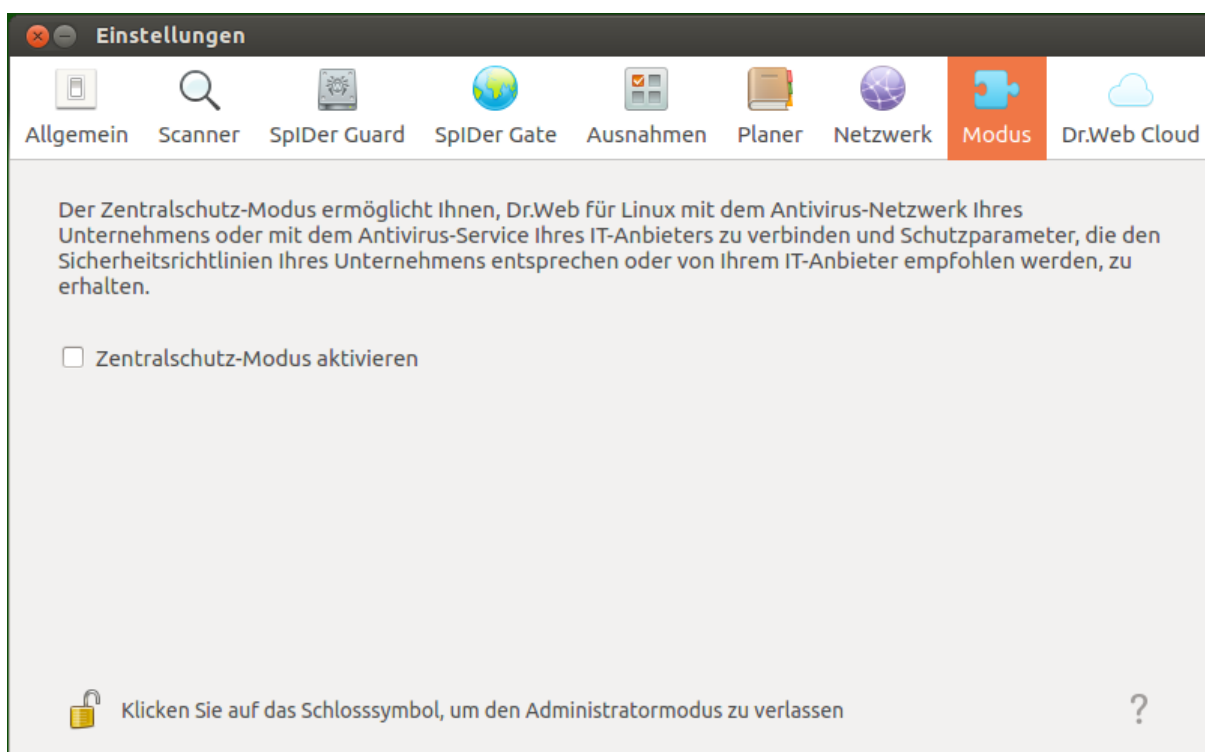 Einstellungen
Allgemein Scanner SpIDer Guard SpIDer Gate Ausnahmen Planer Netzwerk Modus Dr.Web Cloud
Der Zentralschutz-Modus ermöglicht Ihnen, Dr.Web für Linux mit dem Antivirus-Netzwerk Ihres
Unternehmens oder mit dem Antivirus-Service Ihres IT-Anbieters zu verbinden und Schutzparameter, die den
Sicherheitsrichtlinien Ihres Unternehmens entsprechen oder von Ihrem IT-Anbieter empfohlen werden, zu
erhalten.
Zentralschutz-Modus aktivieren
Klicken Sie auf das Schlosssymbol, um den Administratormodus zu verlassen ?